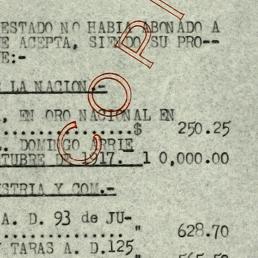 ESTADO NO HABIA ABONADO A
E ACEPTA, SIENDO SU PRO--
E:-
LA NACION.-
, EN ORO NACIONAL EN
..............$ 250.25
. DOMINGO ARRIE
TUBRE DE 1917. 1 0,000.00
STRIA Y COM.-
A. D. 93 de JU-
.............. " 628.70
Y TARAS A. D.125
COPI